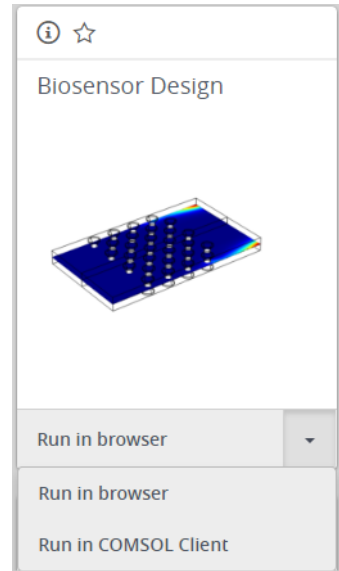 Biosensor Design
Run in browser
Run in browser
Run in COMSOL Client